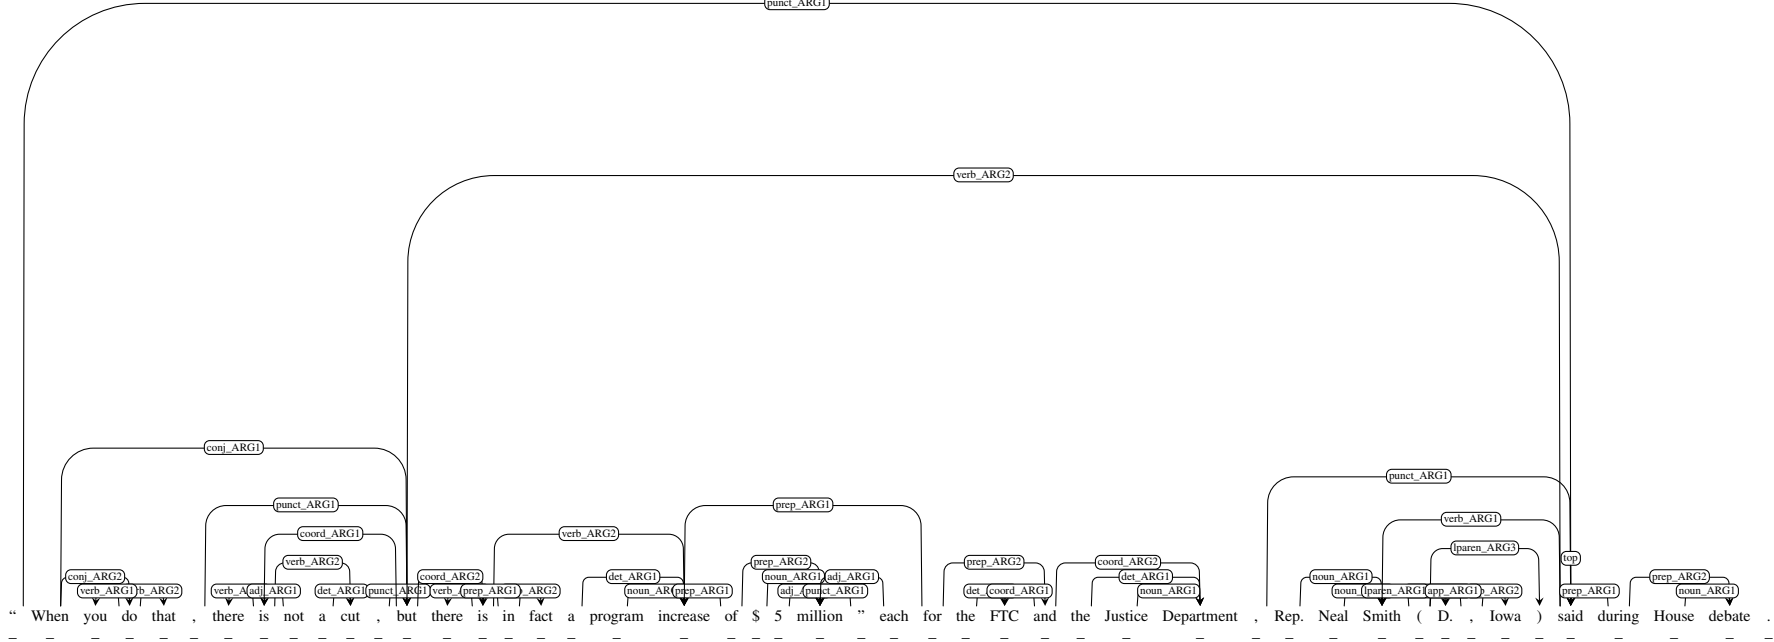 punct_ARG1
verb_ARG2
conj_ARG1
punct_ARG1
punct_ARG1 prep_ARG1
verb_ARG1
coord_ARG1 verb_ARG2
lparen_ARG3
top
verb_ARG2 prep_ARG2 prep_ARG2 coord_ARG2
conj_ARG2 coord_ARG2 det_ARG1 noun_ARG1 adj_ARG1 det_ARG1 noun_ARG1 prep_ARG2
verb_ARG1 adj_ARG1 det_ARG1 punct_ARG1 prep_ARG1 prep_ARG1 punct_ARG1 coord_ARG1 noun_ARG1 lparen_ARG1 app_ARG1 prep_ARG1 noun_ARG1
“ When you do that , there is not a cut , but there is in fact a program increase of $ 5 million ” each for the FTC and the Justice Department , Rep. Neal Smith ( D. , Iowa ) said during House debate .